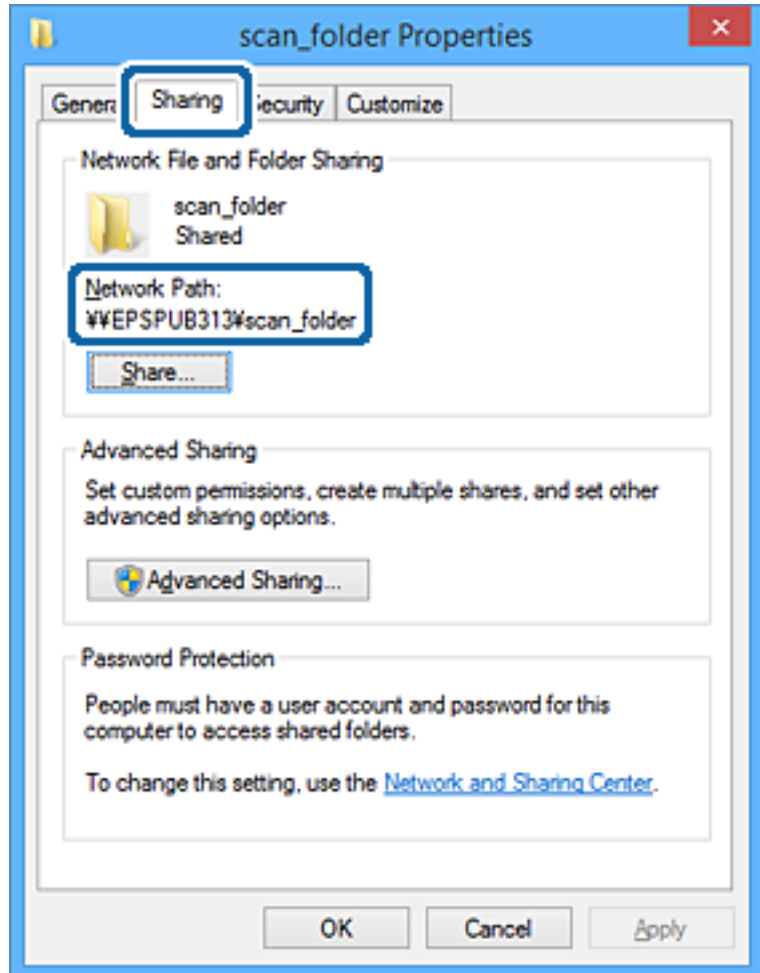 scan_folder Properties
Sharing
Customize
Network File and Folder Sharing
scan_folder
Shared
Network Path:
¥¥EPSPUB313¥scan_folder
Share...
Advanced Sharing
Set custom permissions, create multiple shares, and set other
advanced sharing options.
Advanced Sharing...
Password Protection
People must have a user account and password for this
computer to access shared folders.
To change this setting, use the Network and Sharing Center.
OK Cancel Apply